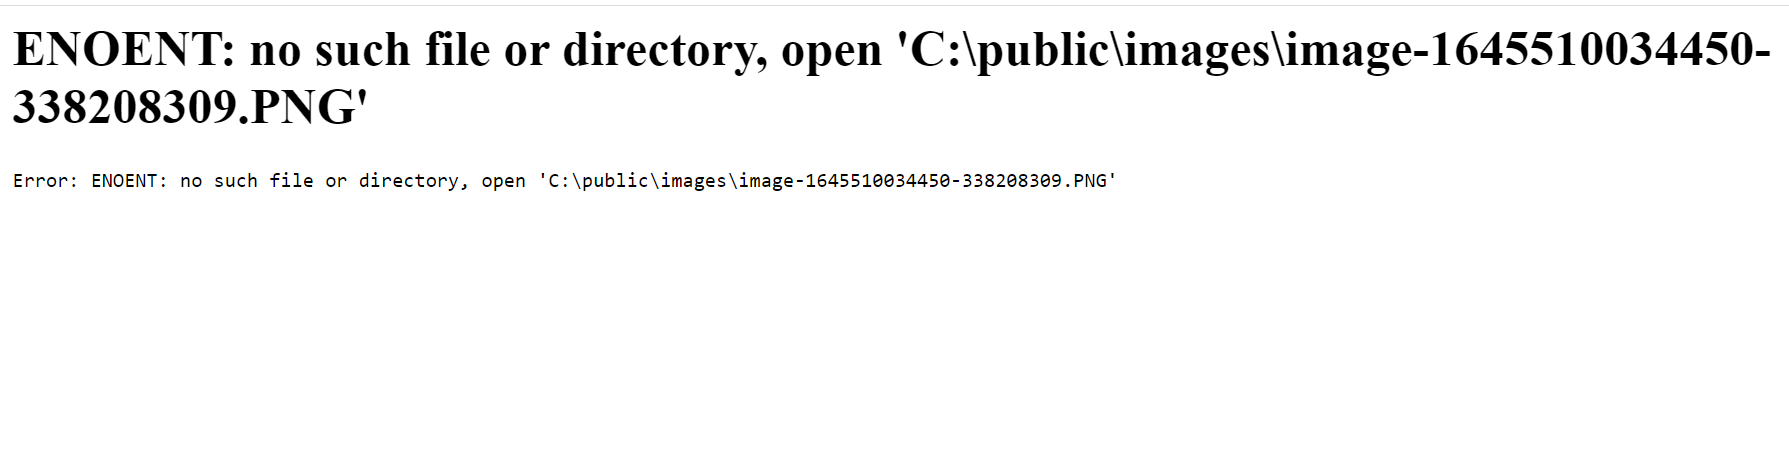 ENOENT: no such file or directory, open 'C:\public\images\image-1645510034450-
338208309.PNG'
Error: ENOENT: no such file or directory, open 'C:\public\images\image-1645510034450-338208309.PNG'